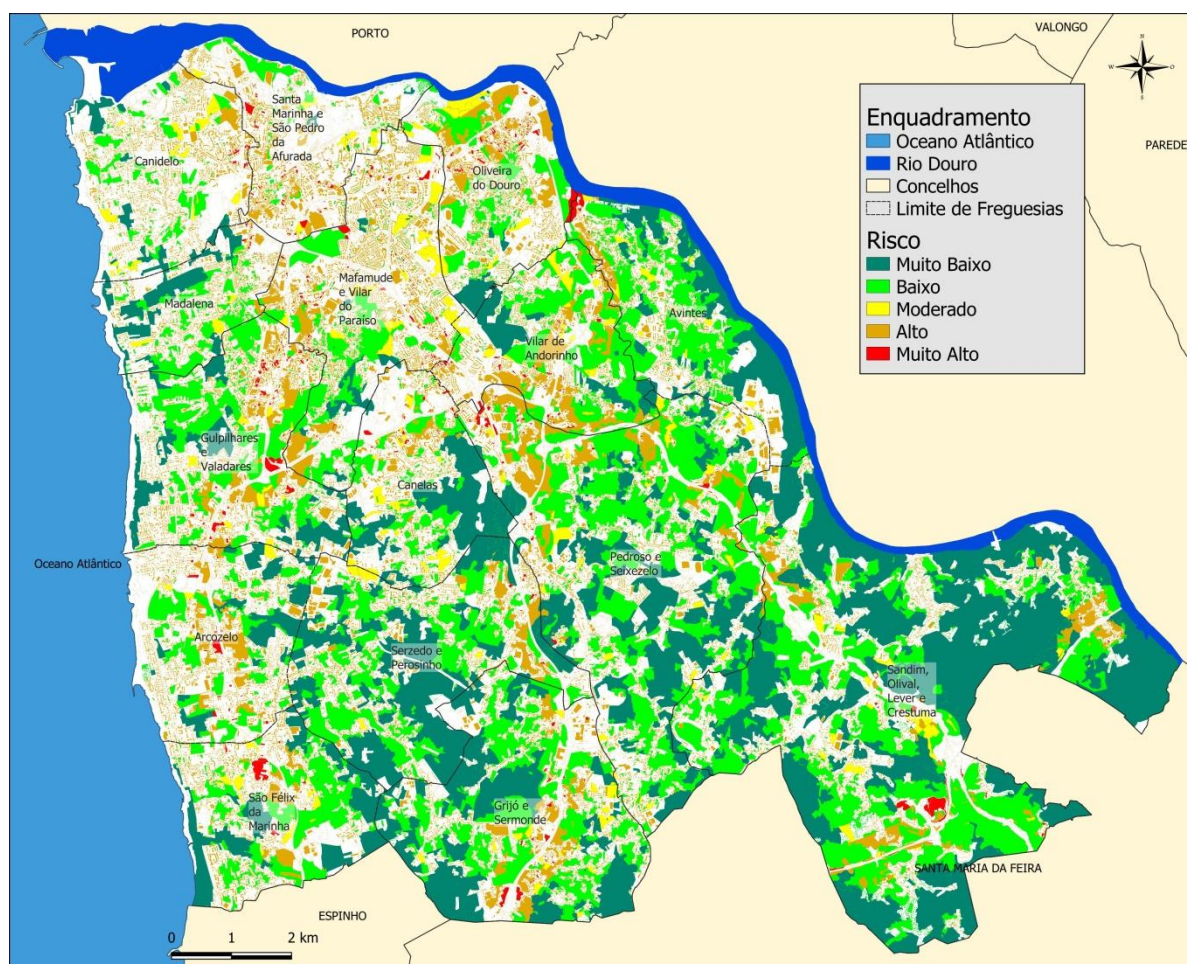 PORTO
VALONGO
N
W
O
S
Enquadramento
Oceano Atlântico
Rio Douro
Concelhos
Limite de Freguesias
Risco
Muito Baixo
Baixo
Moderado
Alto
Muito Alto
PAREDE
Santa
Marinha e
São Pedro
da
Afurada
Canidelo
Oliveira
do Douro
Madalena
Mafamude
e Vilar
do
Paraíso
Avintes
Vilar de
Andorinho
Gulpilhares
e
Valadares
Canelas
Oceano Atlântico
Pedroso e
Seixezelo
Arcozelo
Serzedo e
Perosinho
Sandim,
Olival,
Lever e
Crestuma
São Félix
da
Marinha
Grijó e
Sermonde
SANTA MARIA DA FEIRA
ESPINHO
0 1 2 km